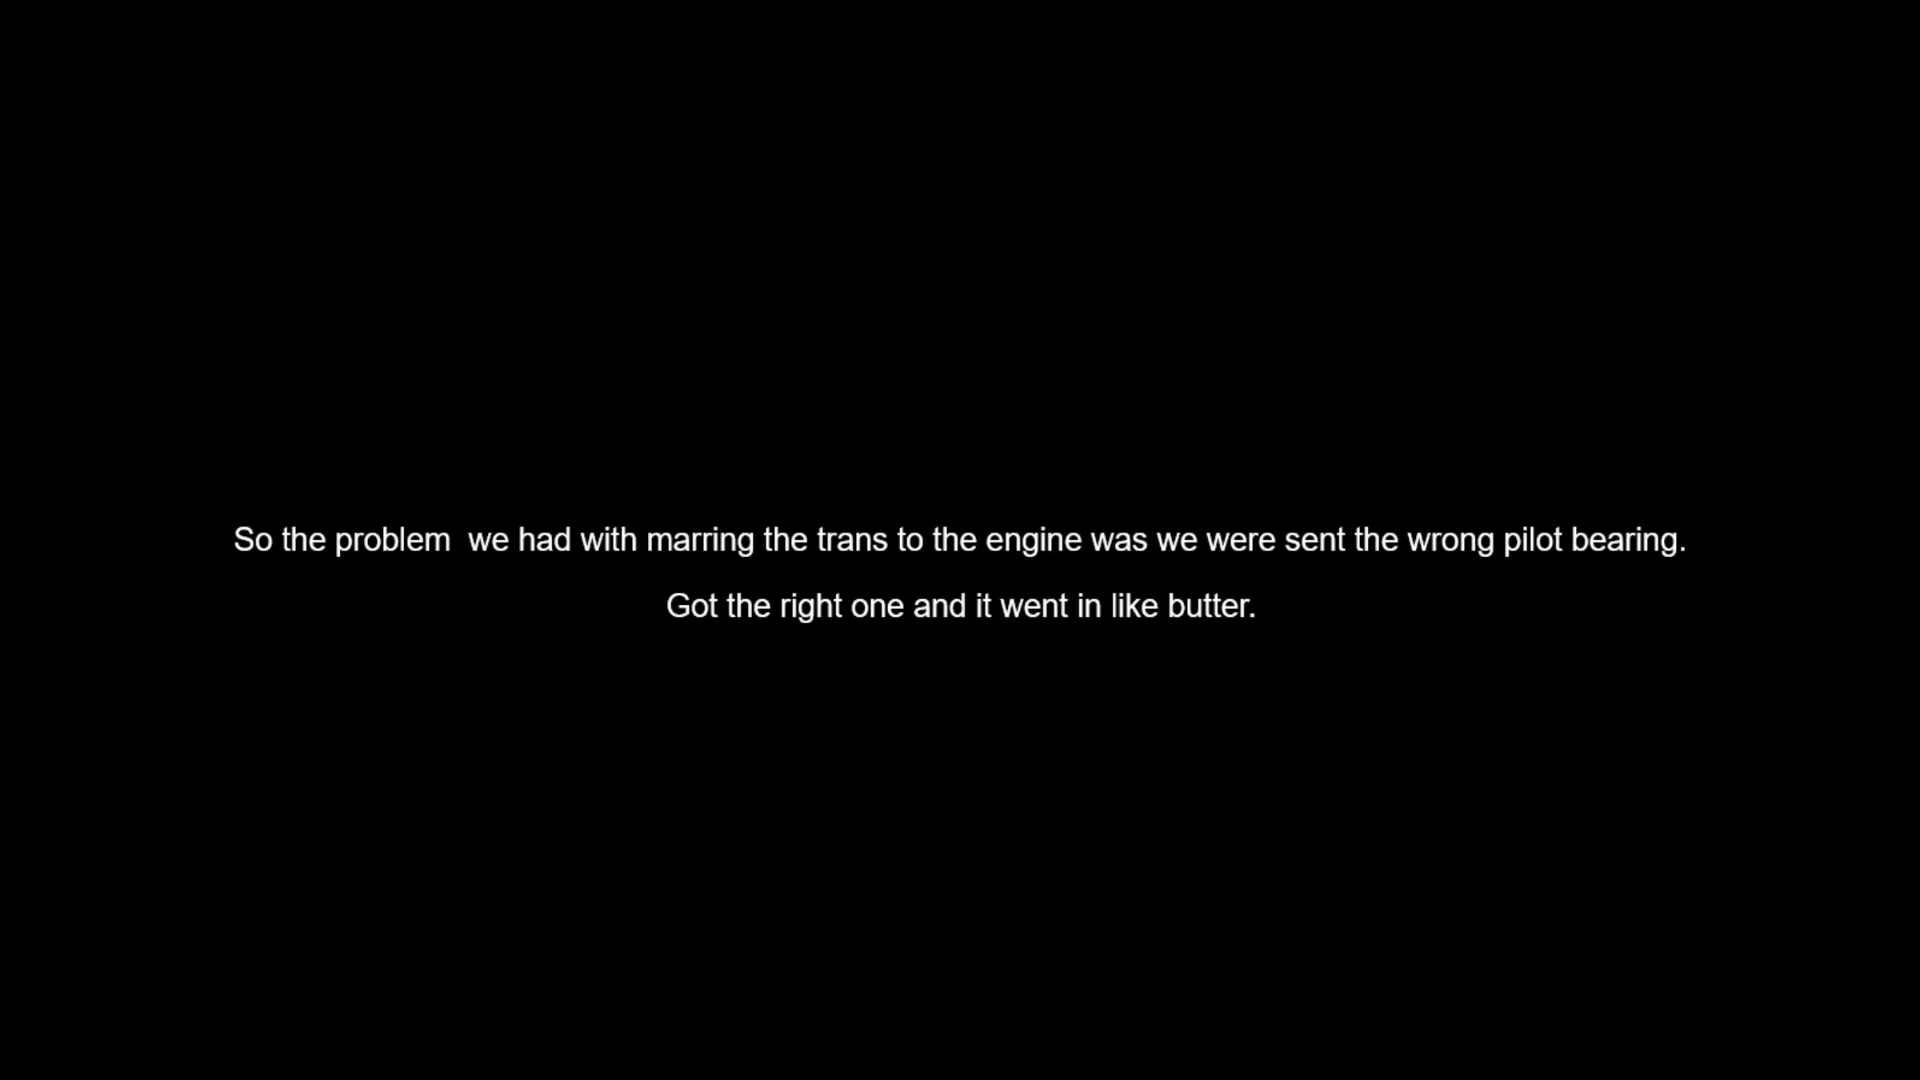 So the problem  we had with marring the trans to the engine was we were sent the wrong pilot bearing.
Got the right one and it went in like butter.